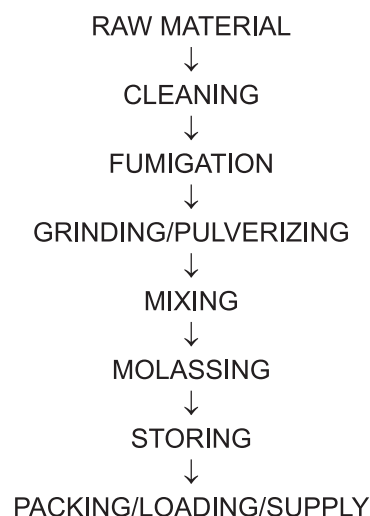 RAW MATERIAL
↓
CLEANING
↓
FUMIGATION
↓
GRINDING/PULVERIZING
↓
MIXING
↓
MOLASSING
↓
STORING
↓
PACKING/LOADING/SUPPLY